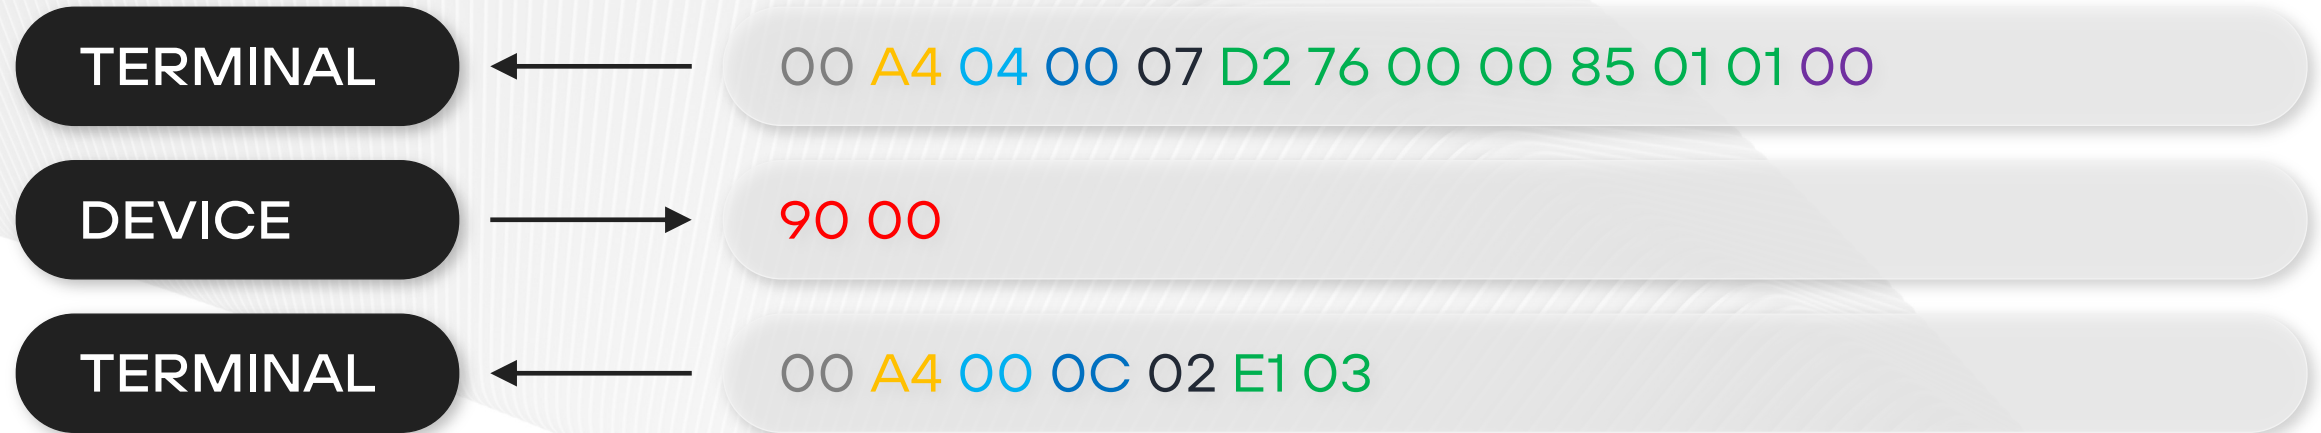 TERMINAL 00 A4 04 00 07 D2 76 00 00 85 01 01 00
DEVICE 90 00
TERMINAL 00 A4 00 0C 02 E1 03